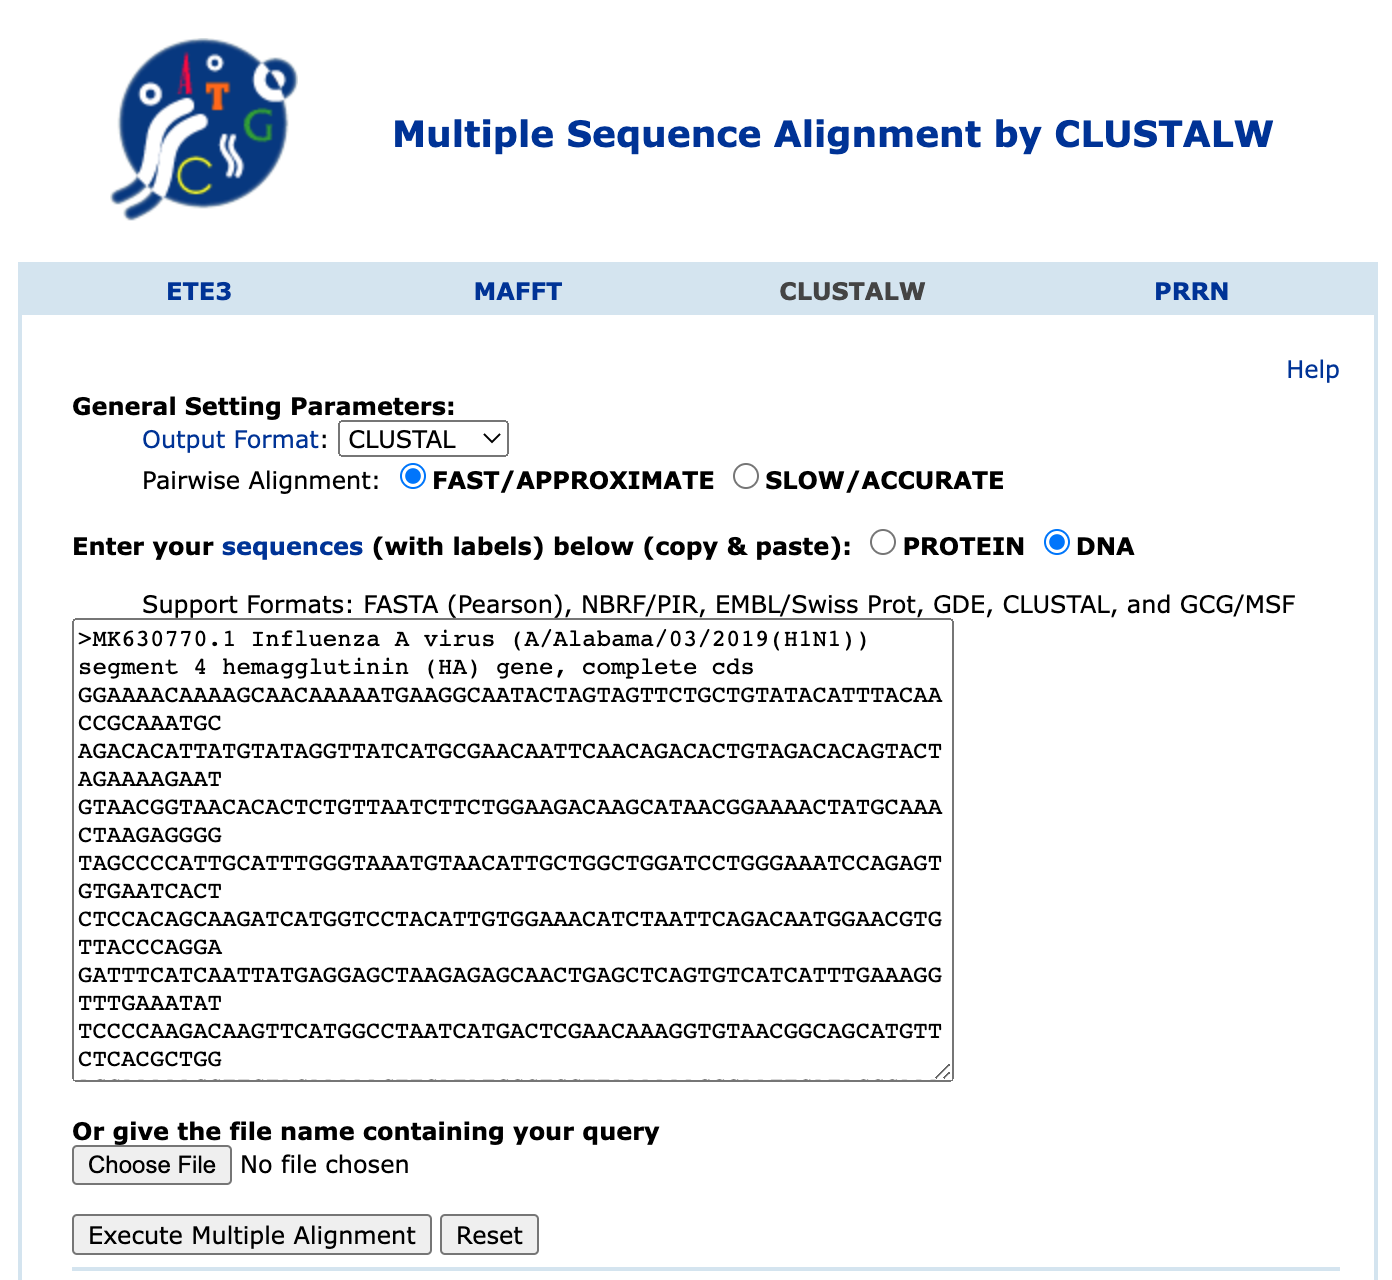 A T G C
Multiple Sequence Alignment by CLUSTALW
ETE3 MAFFT CLUSTALW PRRN
Help
General Setting Parameters:
Output Format: CLUSTAL
Pairwise Alignment: FAST/APPROXIMATE SLOW/ACCURATE
Enter your sequences (with labels) below (copy & paste): PROTEIN DNA
Support Formats: FASTA (Pearson), NBRF/PIR, EMBL/Swiss Prot, GDE, CLUSTAL, and GCG/MSF
>MK630770.1 Influenza A virus (A/Alabama/03/2019(H1N1))
segment 4 hemagglutinin (HA) gene, complete cds
GGAAAACAAAAGCAACAAAAATGAAGGCAATACTAGTAGTTCTGCTGTATACATTTACAA
CCGCAAATGC
AGACACATTATGTATAGGTTATCATGCGAACAATTCAACAGACACTGTAGACACAGTACT
AGAAAAGAAT
GTAACGGTAACACACTCTGTTAATCTTCTGGAAGACAAGCATAACGGAAAACTATGCAAA
CTAAGAGGGG
TAGCCCCATTGCATTTGGGTAAATGTAACATTGCTGGCTGGATCCTGGGAAATCCAGAGT
GTGAATCACT
CTCCACAGCAAGATCATGGTCCTACATTGTGGAAACATCTAATTCAGACAATGGAACGTG
TTACCCAGGA
GATTTCATCAATTATGAGGAGCTAAGAGAGCAACTGAGCTCAGTGTCATCATTTGAAAGG
TTTGAAATAT
TCCCCAAGACAAGTTCATGGCCTAATCATGACTCGAACAAAGGTGTAACGGCAGCATGTT
CTCACGCTGG
Or give the file name containing your query
Choose File No file chosen
Execute Multiple Alignment Reset